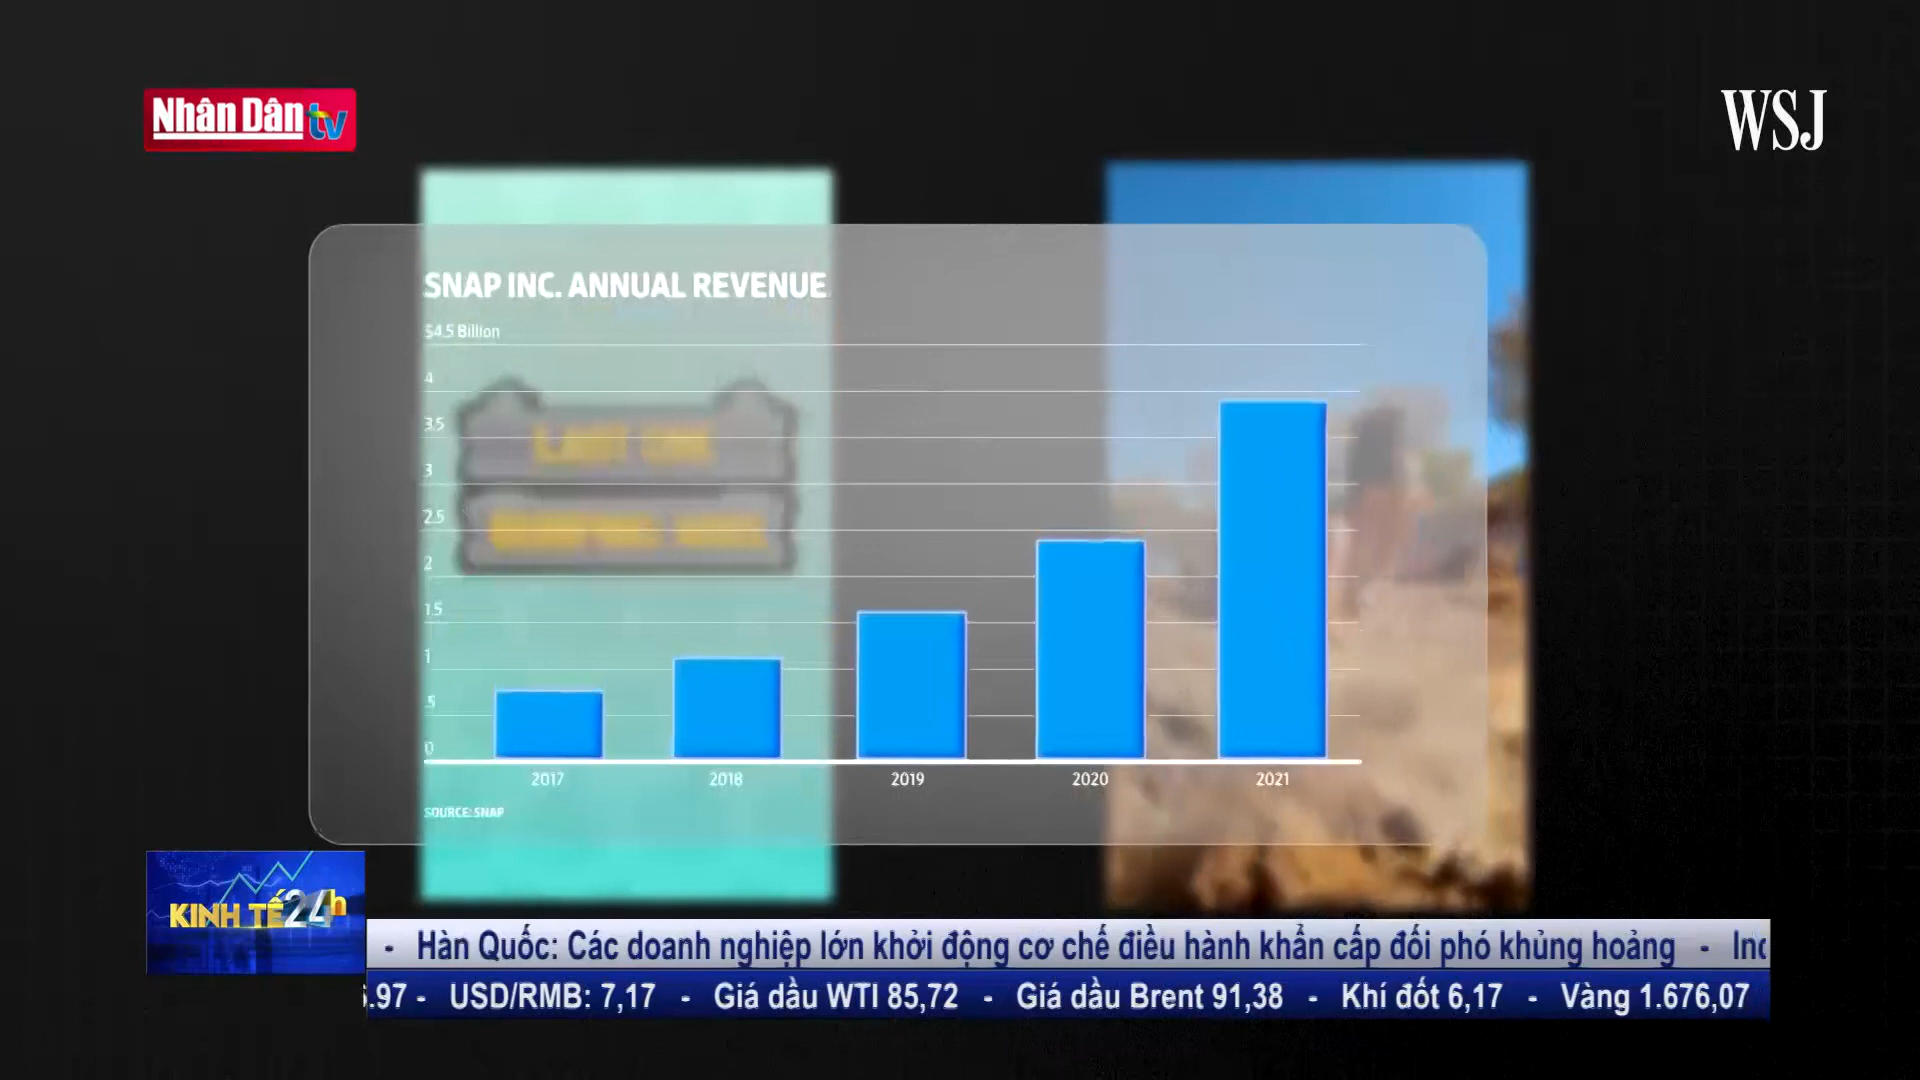 Nhân Dân tv
WSJ
SNAP INC. ANNUAL REVENUE
$4.5 Billion
4
3.5
3
2.5
2
1.5
1
.5
0
2017 2018 2019 2020 2021
SOURCE: SNAP
KINH TẾ 24h
- Hàn Quốc: Các doanh nghiệp lớn khởi động cơ chế điều hành khẩn cấp đối phó khủng hoảng -
.97 - USD/RMB: 7,17 - Giá dầu WTI 85,72 - Giá dầu Brent 91,38 - Khí đốt 6,17 - Vàng 1.676,07